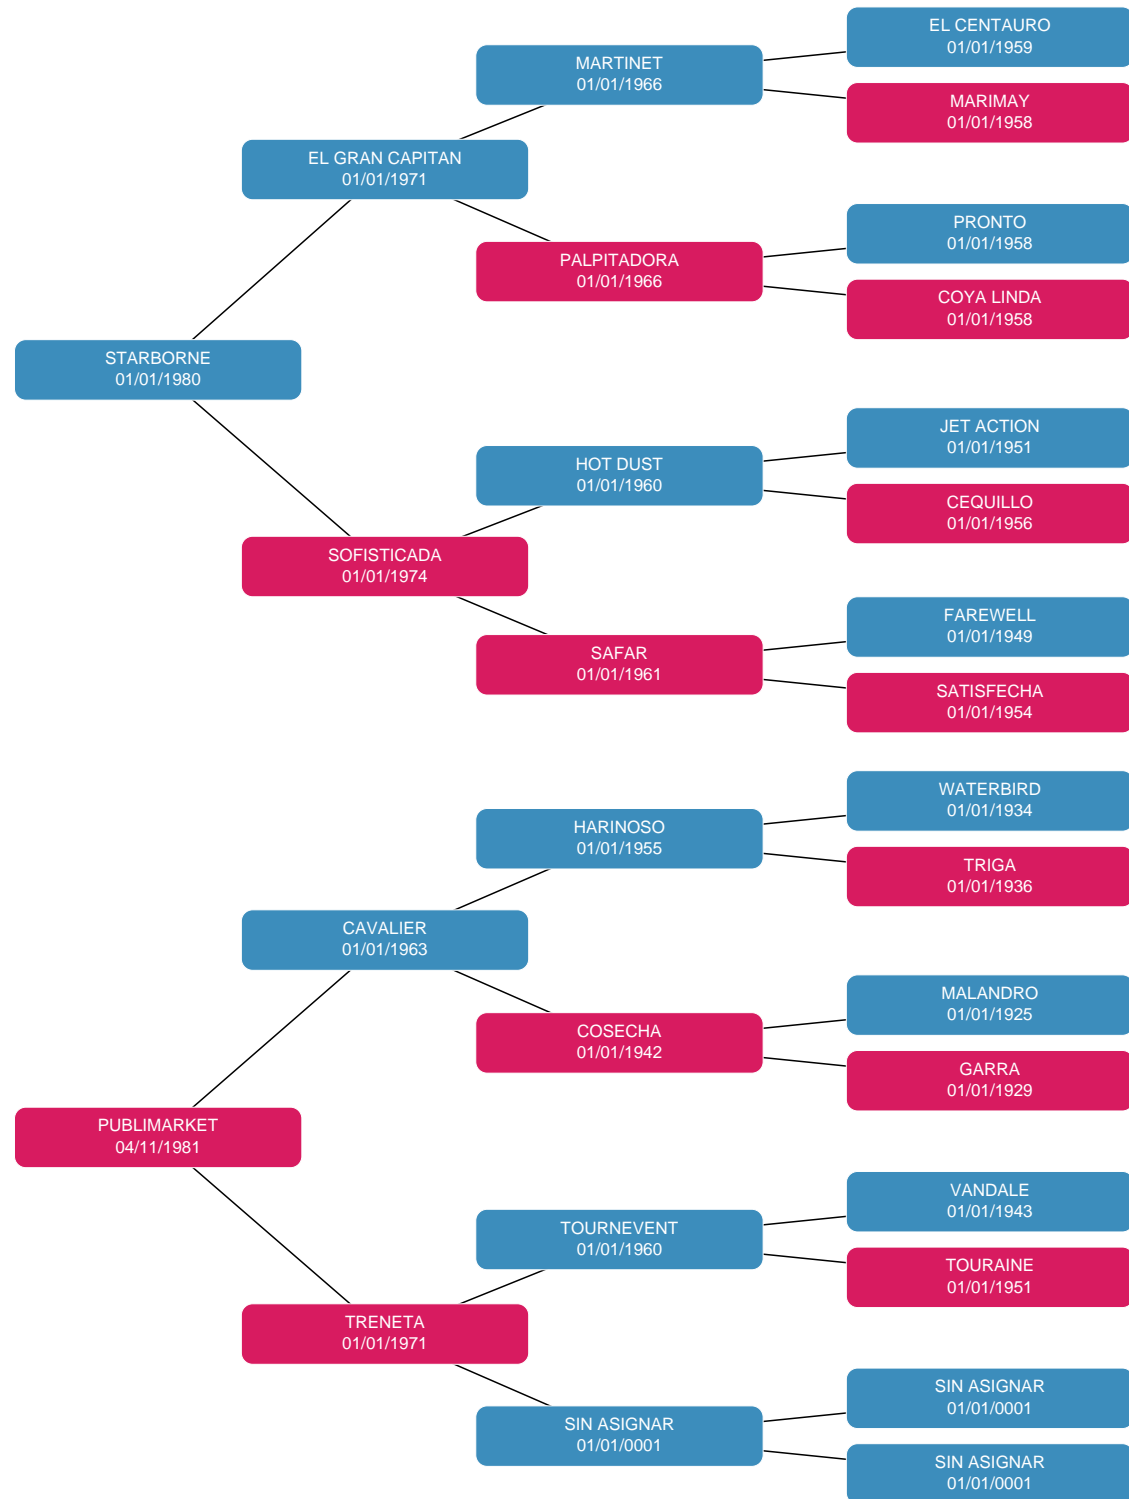 EL CENTAURO
01/01/1959
MARTINET
01/01/1966
MARIMAY
01/01/1958
EL GRAN CAPITAN
01/01/1971
PRONTO
01/01/1958
PALPITADORA
01/01/1966
COYA LINDA
01/01/1958
STARBORNE
01/01/1980
JET ACTION
01/01/1951
HOT DUST
01/01/1960
CEQUILLO
01/01/1956
SOFISTICADA
01/01/1974
FAREWELL
01/01/1949
SAFAR
01/01/1961
SATISFECHA
01/01/1954
WATERBIRD
01/01/1934
HARINOSO
01/01/1955
TRIGA
01/01/1936
CAVALIER
01/01/1963
MALANDRO
01/01/1925
COSECHA
01/01/1942
GARRA
01/01/1929
PUBLIMARKET
04/11/1981
VANDALE
01/01/1943
TOURNEVENT
01/01/1960
TOURAINE
01/01/1951
TRENETA
01/01/1971
SIN ASIGNAR
01/01/0001
SIN ASIGNAR
01/01/0001
SIN ASIGNAR
01/01/0001